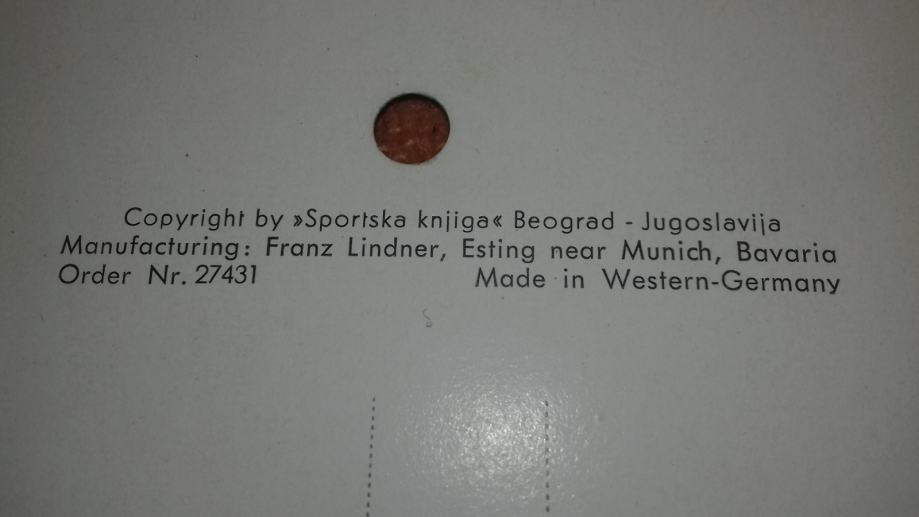 Copyright by »Sportska knjiga« Beograd - Jugoslavija
Manufacturing: Franz Lindner, Esting near Munich, Bavaria
Order Nr. 27431 Made in Western-Germany